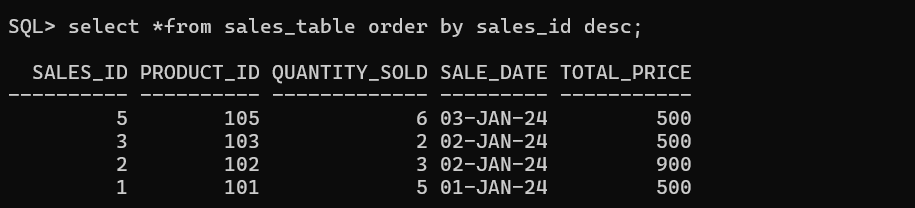 SQL> select *from sales_table order by sales_id desc;
  SALES_ID PRODUCT_ID QUANTITY_SOLD SALE_DATE TOTAL_PRICE
---------- ---------- ------------- --------- -----------
         5        105             6 03-JAN-24         500
         3        103             2 02-JAN-24         500
         2        102             3 02-JAN-24         900
         1        101             5 01-JAN-24         500